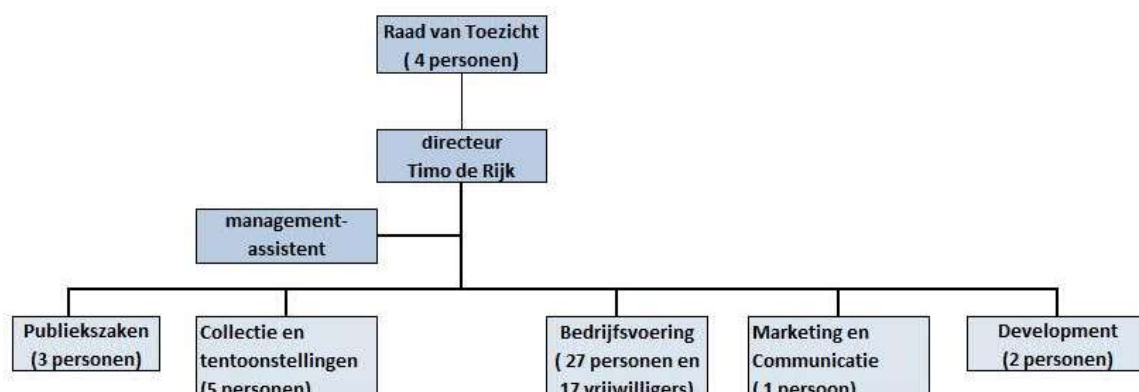 Raad van Toezicht
( 4 personen)
directeur
Timo de Rijk
management-
assistent
Publiekszaken
(3 personen)
Collectie en
tentoonstellingen
(5 personen)
Bedrijfsvoering
( 27 personen en
17 vrijwilligers)
Marketing en
Communicatie
( 1 persoon)
Development
(2 personen)